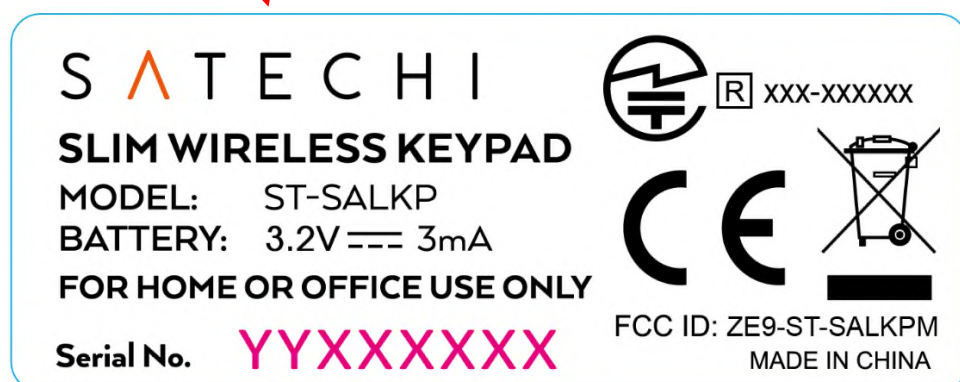 SATECHI
SLIM WIRELESS KEYPAD
MODEL: ST-SALKP
BATTERY: 3.2V⎓3mA
FOR HOME OR OFFICE USE ONLY
Serial No. YYXXXXXX
R xxx-xxxxxx
CE
FCC ID: ZE9-ST-SALKPM
MADE IN CHINA